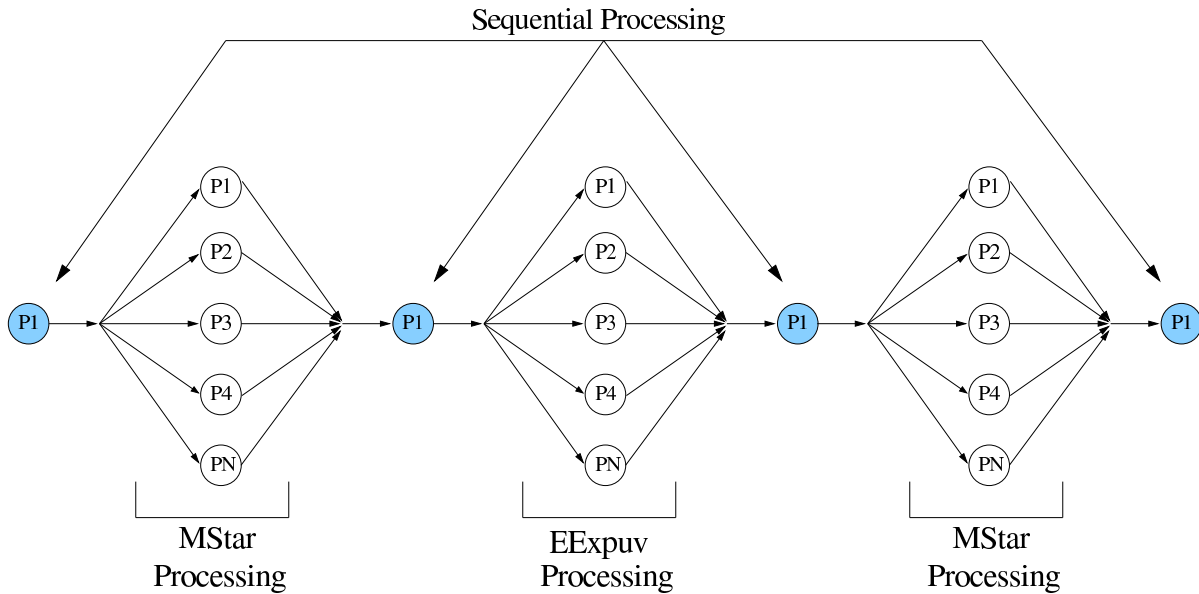 Sequential Processing
P1 P1 P1
P2 P2 P2
P1 P3 P1 P3 P1 P3 P1
P4 P4 P4
PN PN PN
MStar Processing
EExpuv Processing
MStar Processing